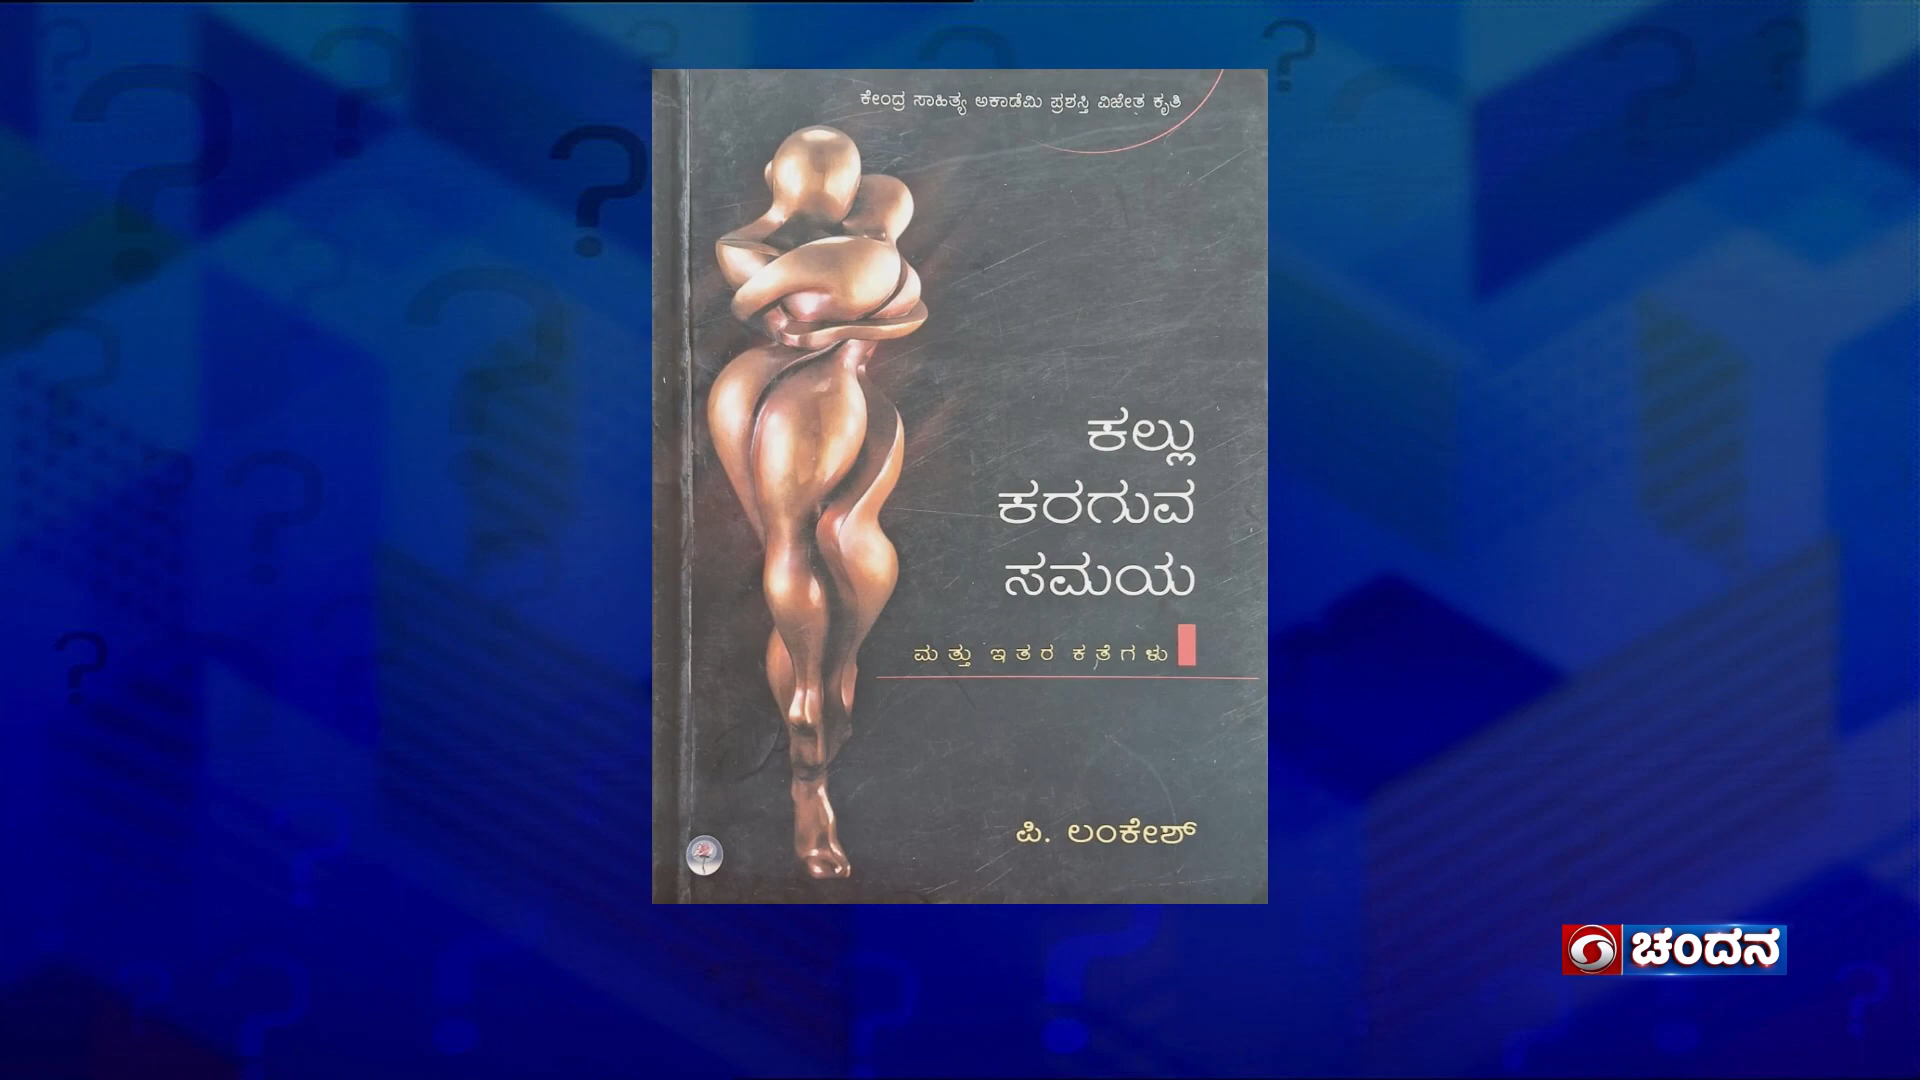 ಕೇಂದ್ರ ಸಾಹಿತ್ಯ ಅಕಾಡೆಮಿ ಪ್ರಶಸ್ತಿ ವಿಜೇತ ಕೃತಿ
ಕಲ್ಲು
ಕರಗುವ
ಸಮಯ
ಮತ್ತು ಇತರ ಕತೆಗಳು
ಪಿ. ಲಂಕೇಶ್
ಚಂದನ